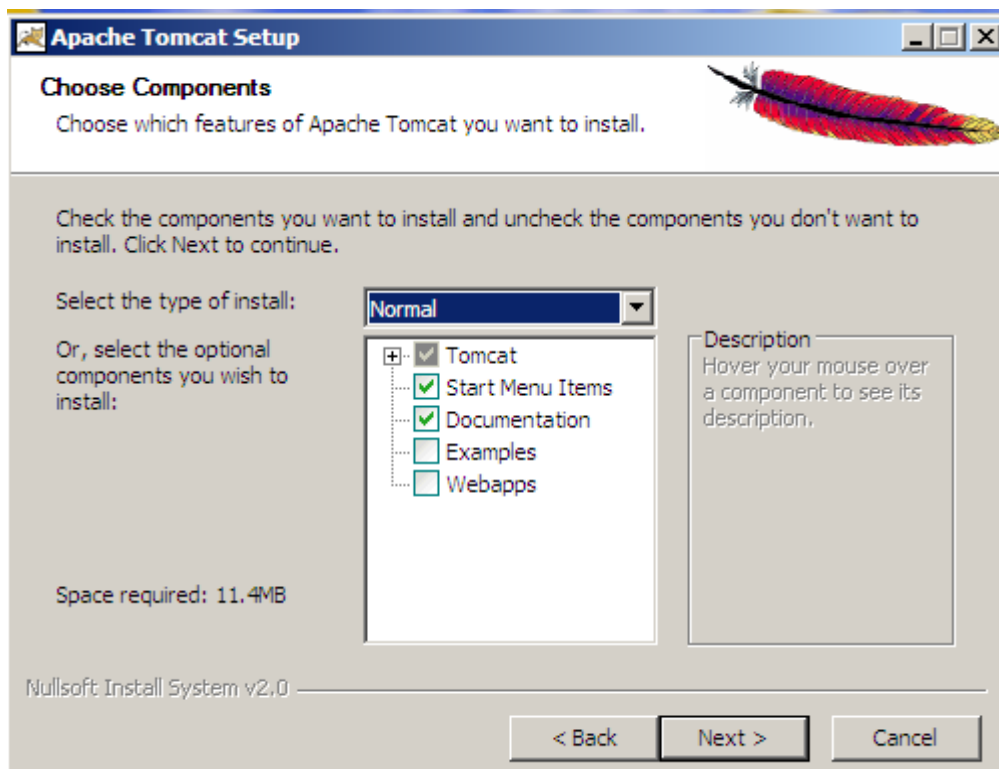 Apache Tomcat Setup
Choose Components
Choose which features of Apache Tomcat you want to install.
Check the components you want to install and uncheck the components you don't want to
install. Click Next to continue.
Select the type of install:
Normal
Or, select the optional
components you wish to
install:
Tomcat
Start Menu Items
Documentation
Examples
Webapps
Description
Hover your mouse over
a component to see its
description.
Space required: 11.4MB
Nullsoft Install System v2.0
< Back
Next >
Cancel